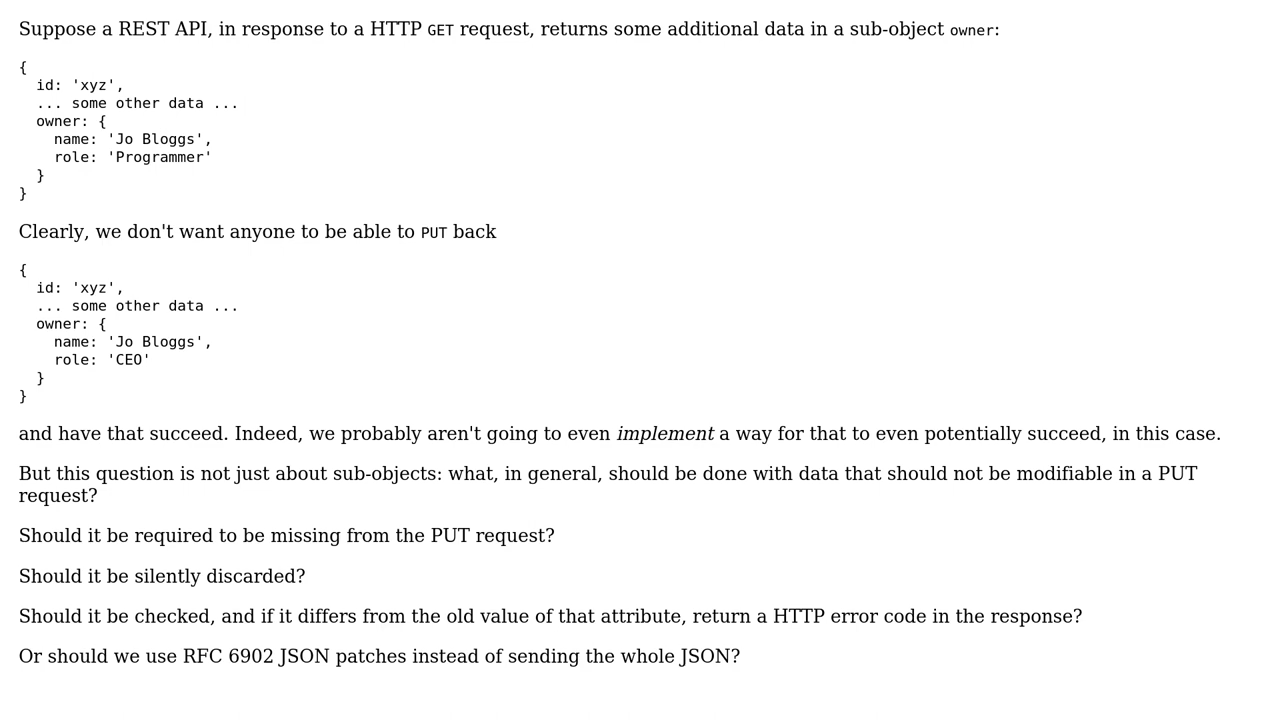 Suppose a REST API, in response to a HTTP GET request, returns some additional data in a sub-object owner:
{
  id: 'xyz',
  ... some other data ...
  owner: {
    name: 'Jo Bloggs',
    role: 'Programmer'
  }
}
Clearly, we don't want anyone to be able to PUT back
{
  id: 'xyz',
  ... some other data ...
  owner: {
    name: 'Jo Bloggs',
    role: 'CEO'
  }
}
and have that succeed. Indeed, we probably aren't going to even implement a way for that to even potentially succeed, in this case.
But this question is not just about sub-objects: what, in general, should be done with data that should not be modifiable in a PUT
request?
Should it be required to be missing from the PUT request?
Should it be silently discarded?
Should it be checked, and if it differs from the old value of that attribute, return a HTTP error code in the response?
Or should we use RFC 6902 JSON patches instead of sending the whole JSON?